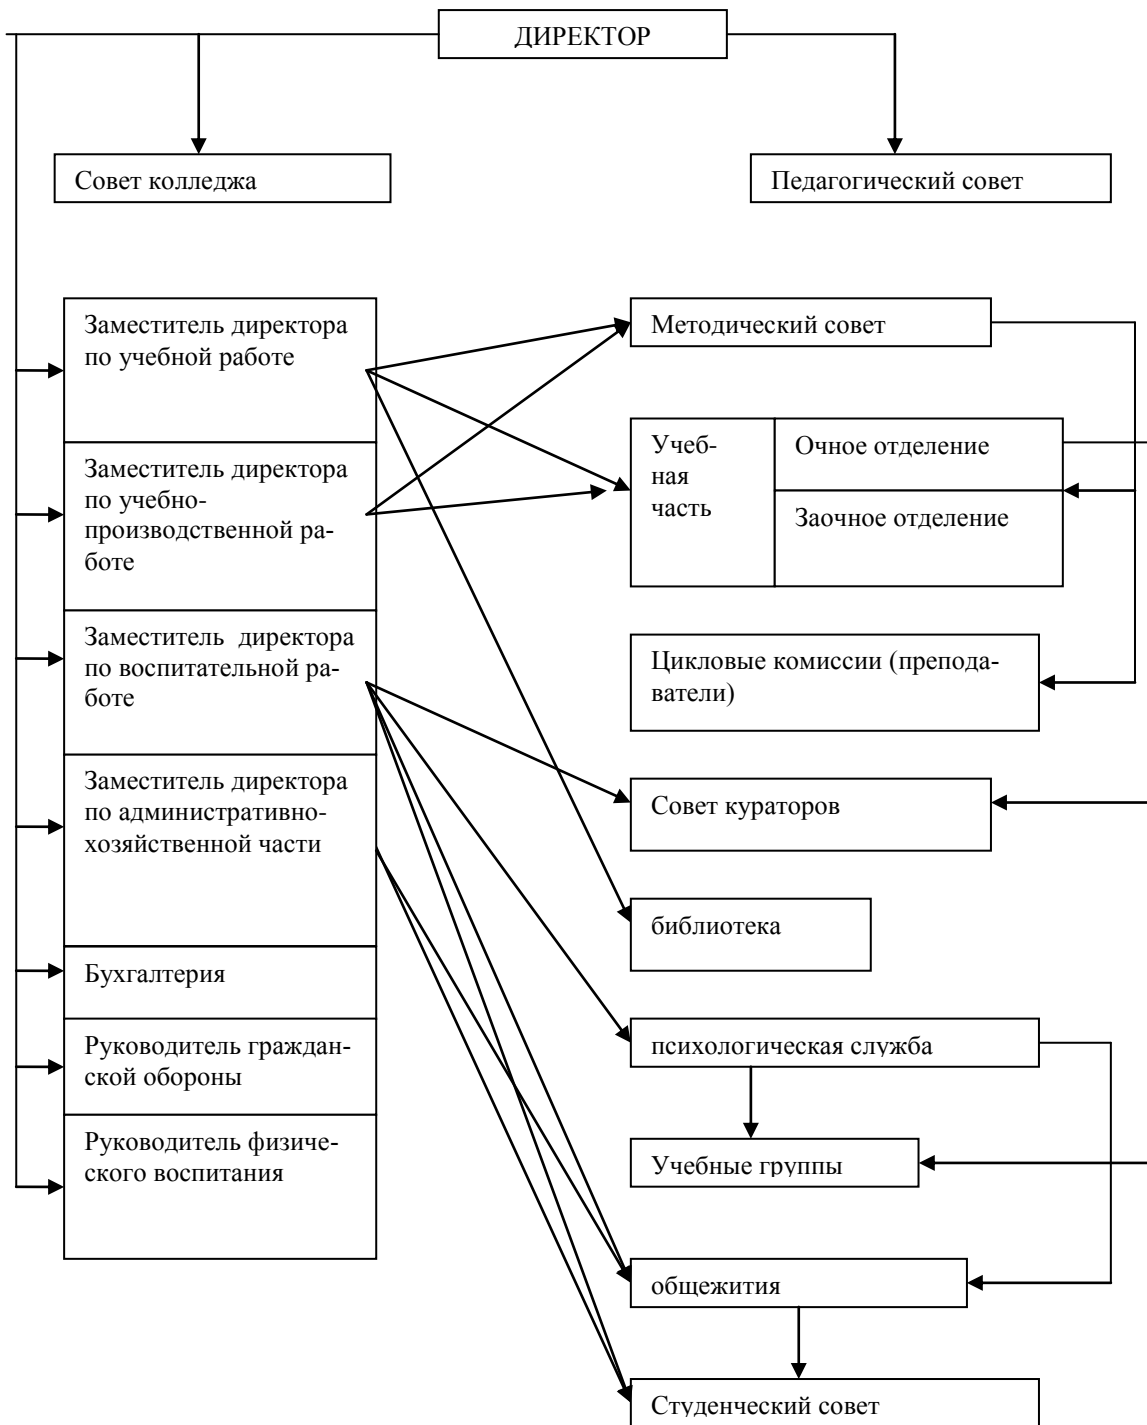 ДИРЕКТОР
Совет колледжа
Педагогический совет
Заместитель директора
по учебной работе
Заместитель директора
по учебно-
производственной ра-
боте
Заместитель директора
по воспитательной ра-
боте
Заместитель директора
по административно-
хозяйственной части
Бухгалтерия
Руководитель граждан-
ской обороны
Руководитель физиче-
ского воспитания
Методический совет
Учеб-
ная
часть
Очное отделение
Заочное отделение
Цикловые комиссии (препода-
ватели)
Совет кураторов
библиотека
психологическая служба
Учебные группы
общежития
Студенческий совет